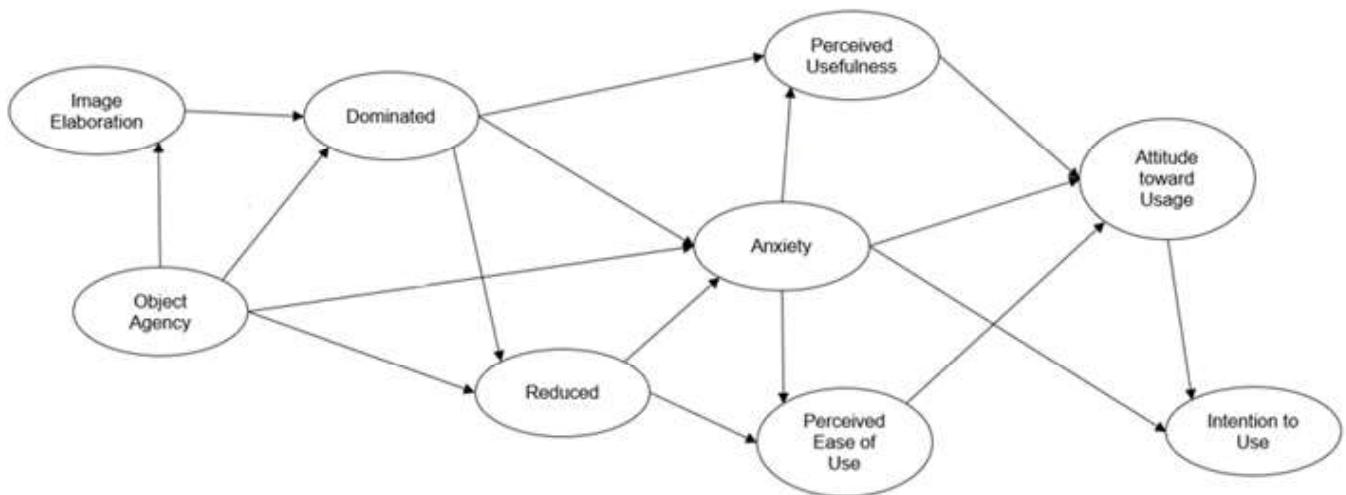 Image
Elaboration
Dominated
Perceived
Usefulness
Attitude
toward
Usage
Anxiety
Object
Agency
Reduced
Perceived
Ease of
Use
Intention to
Use